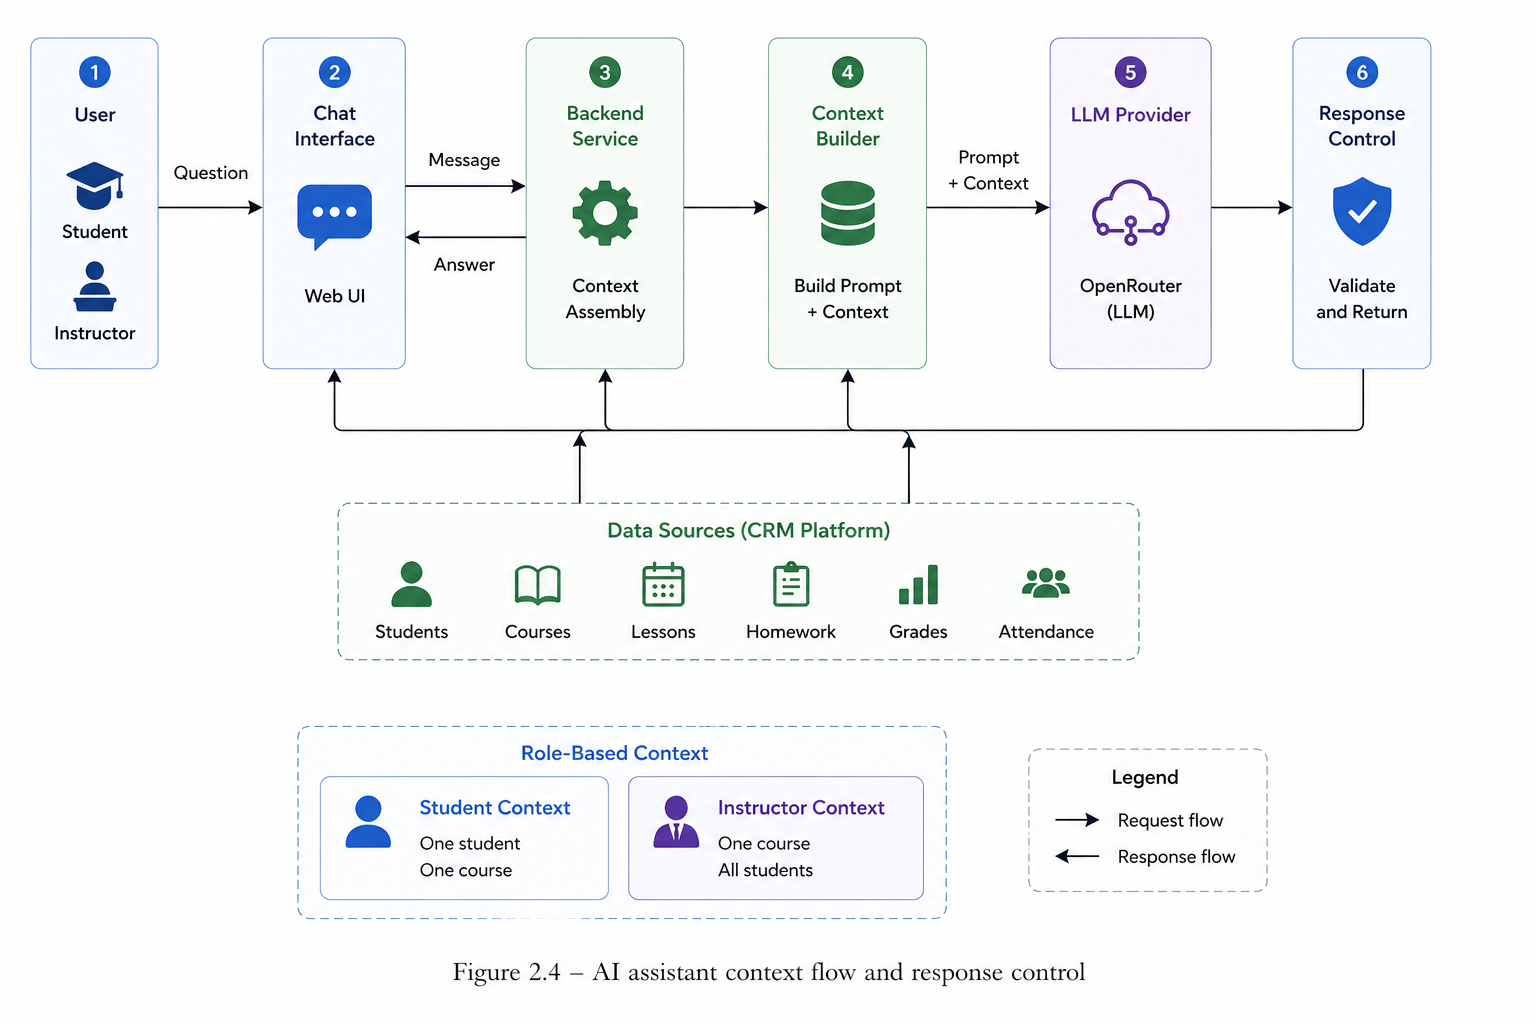 1
User
Student
Instructor
Question
2
Chat
Interface
Web UI
Message
Answer
3
Backend
Service
Context
Assembly
4
Context
Builder
Build Prompt
+ Context
Prompt
+ Context
5
LLM Provider
OpenRouter
(LLM)
6
Response
Control
Validate
and Return
Data Sources (CRM Platform)
Students
Courses
Lessons
Homework
Grades
Attendance
Role-Based Context
Student Context
One student
One course
Instructor Context
One course
All students
Legend
Request flow
Response flow
Figure 2.4 – AI assistant context flow and response control